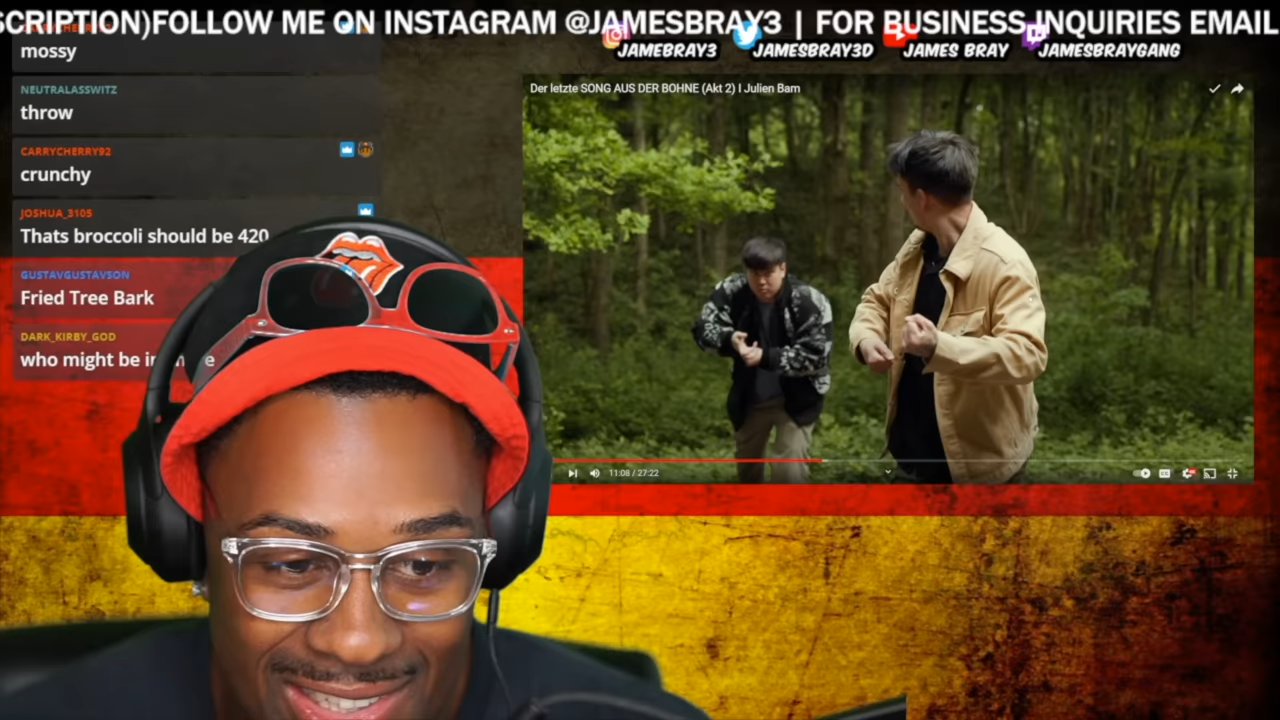 SCRIPTION)FOLLOW ME ON INSTAGRAM @JAMESBRAY3 | FOR BUSINESS INQUIRIES EMAIL
JAMEBRAY3 JAMESBRAY3D JAMES BRAY JAMESBRAYGANG
mossy
NEUTRALASSWITZ
throw
CARRYCHERRY92
crunchy
JOSHUA_3105
Thats broccoli should be 420
GUSTAVGUSTAVSON
Fried Tree Bark
DARK_KIRBY_GOD
who might be in
Der letzte SONG AUS DER BOHNE (Akt 2) I Julien Bam
11:08 / 27:22